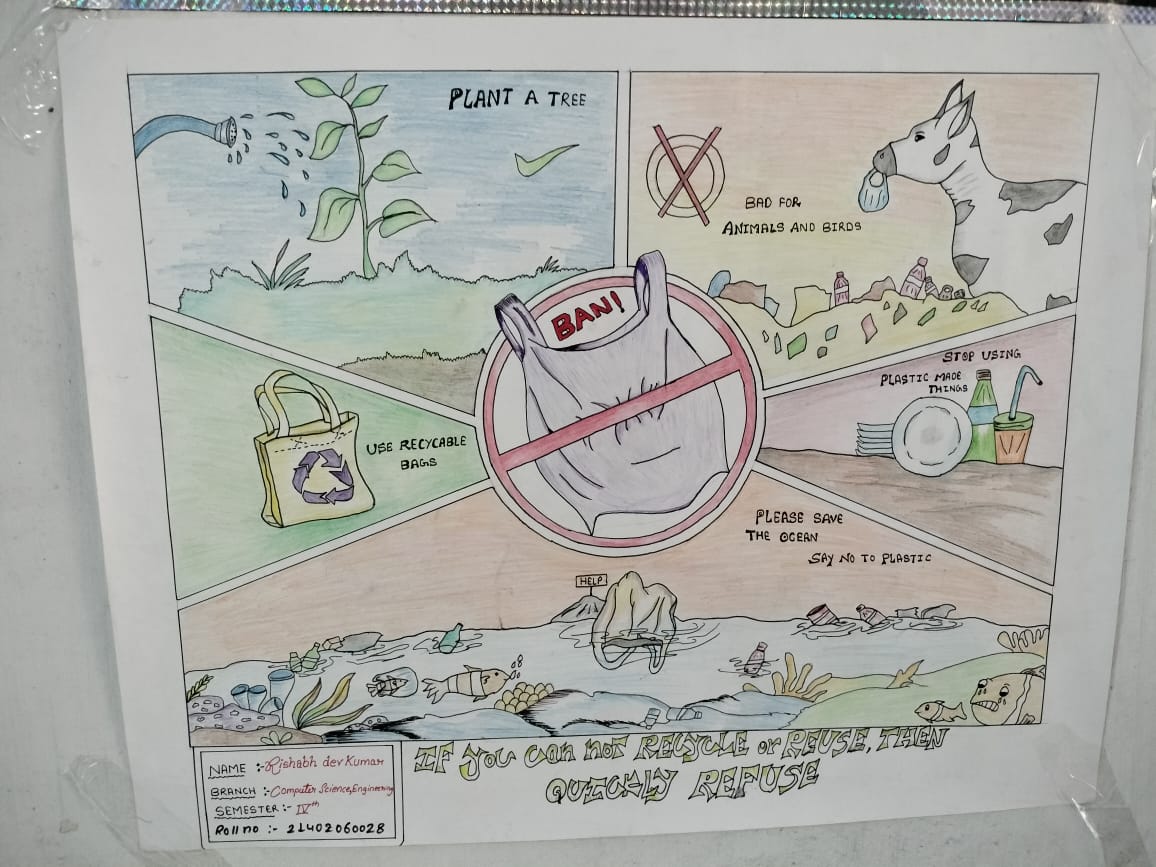 PLANT A TREE
BAD FOR
ANIMALS AND BIRDS
BAN!
STOP USING
PLASTIC MADE
THINGS
USE RECYCABLE
BAGS
PLEASE SAVE
THE OCEAN
SAY NO TO PLASTIC
HELP
IF you can not RECYCLE or REUSE, THEN
QUICKLY REFUSE
NAME :- Rishabh dev Kumar
BRANCH :- Computer Science, Engineering
SEMESTER :- IVth
Roll no :- 21402060028